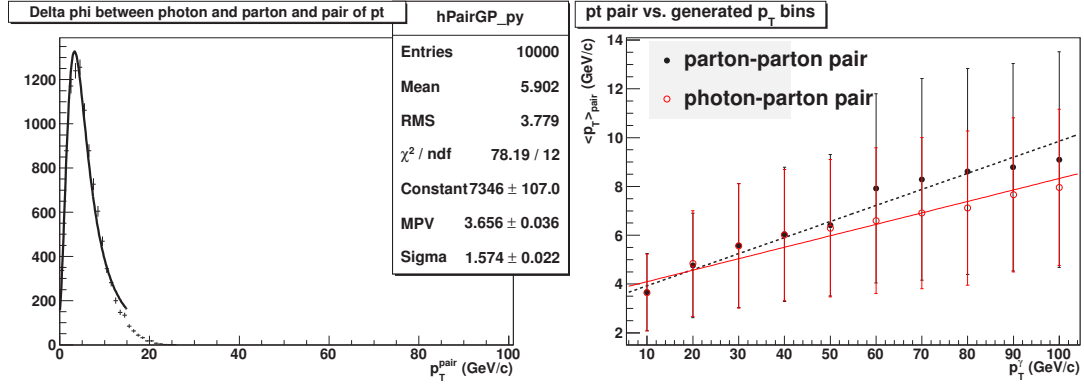 Delta phi between photon and parton and pair of pt
hPairGP_py
Entries 10000
Mean 5.902
RMS 3.779
χ² / ndf 78.19 / 12
Constant 7346 ± 107.0
MPV 3.656 ± 0.036
Sigma 1.574 ± 0.022
1200
1000
800
600
400
200
0
0 20 40 60 80 100
p_T^pair (GeV/c)
pt pair vs. generated p_T bins
parton-parton pair
photon-parton pair
<p_T>_pair (GeV/c)
14
12
10
8
6
4
2
10 20 30 40 50 60 70 80 90 100
p_T^γ (GeV/c)